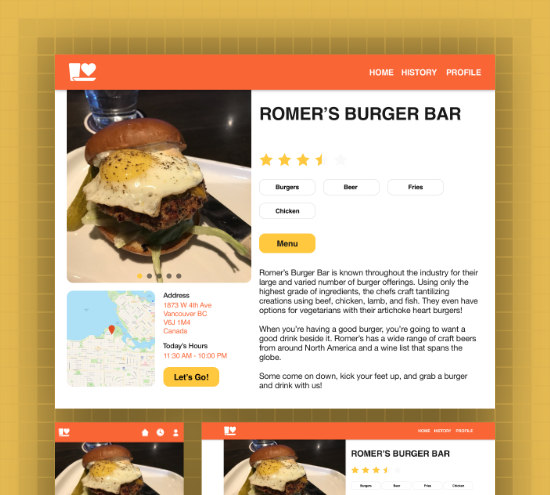 HOME HISTORY PROFILE
ROMER'S BURGER BAR
Burgers Beer Fries
Chicken
Menu
Romer's Burger Bar is known throughout the industry for their
large and varied number of burger offerings. Using only the
highest grade of ingredients, the chefs craft tantilizing
creations using beef, chicken, lamb, and fish. They even have
options for vegetarians with their artichoke heart burgers!
When you're having a good burger, you're going to want a
good drink beside it. Romer's has a wide range of craft beers
from around North America and a wine list that spans the
globe.
Some come on down, kick your feet up, and grab a burger
and drink with us!
Address
1873 W 4th Ave
Vancouver BC
V6J 1M4
Canada
Today's Hours
11:30 AM - 10:00 PM
Let's Go!
HOME HISTORY PROFILE
ROMER'S BURGER BAR
Burgers Beer Fries Chicken